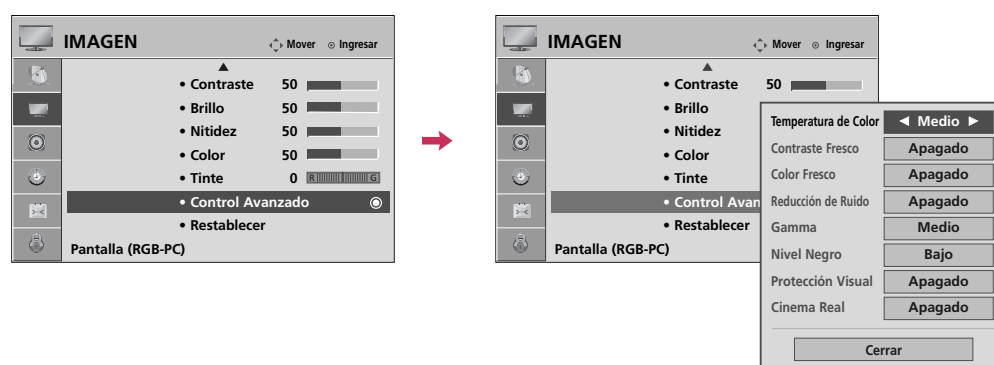 IMAGEN
Mover
Ingresar
• Contraste 50
• Brillo 50
• Nitidez 50
• Color 50
• Tinte 0 R G
• Control Avanzado
• Restablecer
Pantalla (RGB-PC)
IMAGEN
Mover
Ingresar
• Contraste 50
• Brillo
• Nitidez
• Color
• Tinte
• Control Avan
• Restablecer
Pantalla (RGB-PC)
Temperatura de Color ◄ Medio ►
Contraste Fresco Apagado
Color Fresco Apagado
Reducción de Ruido Apagado
Gamma Medio
Nivel Negro Bajo
Protección Visual Apagado
Cinema Real Apagado
Cerrar